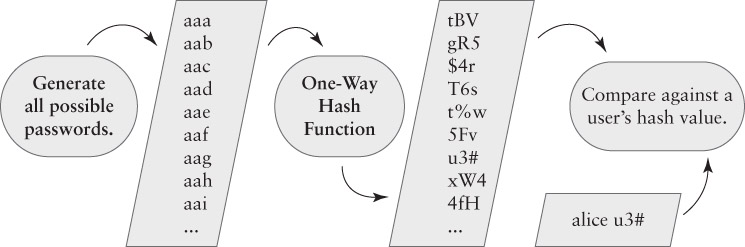 Generate
all possible
passwords.
aaa
aab
aac
aad
aae
aaf
aag
aah
aai
...
One-Way
Hash
Function
tBV
gR5
$4r
T6s
t%w
5Fv
u3#
xW4
4fH
...
Compare against a
user’s hash value.
alice u3#